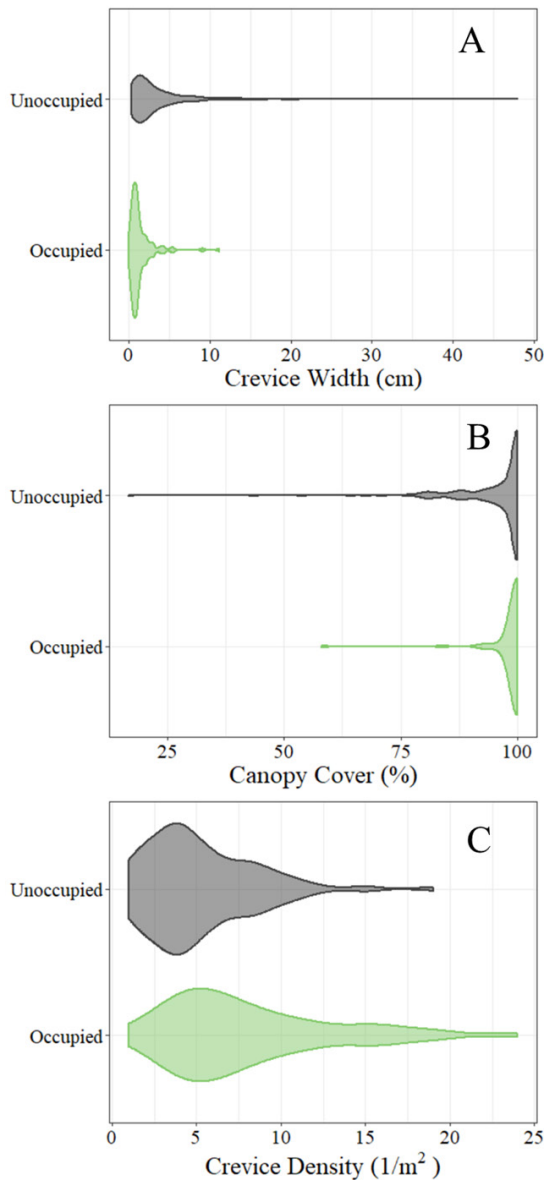 A
Unoccupied
Occupied
0 10 20 30 40 50
Crevice Width (cm)
B
Unoccupied
Occupied
25 50 75 100
Canopy Cover (%)
C
Unoccupied
Occupied
0 5 10 15 20 25
Crevice Density (1/m²)